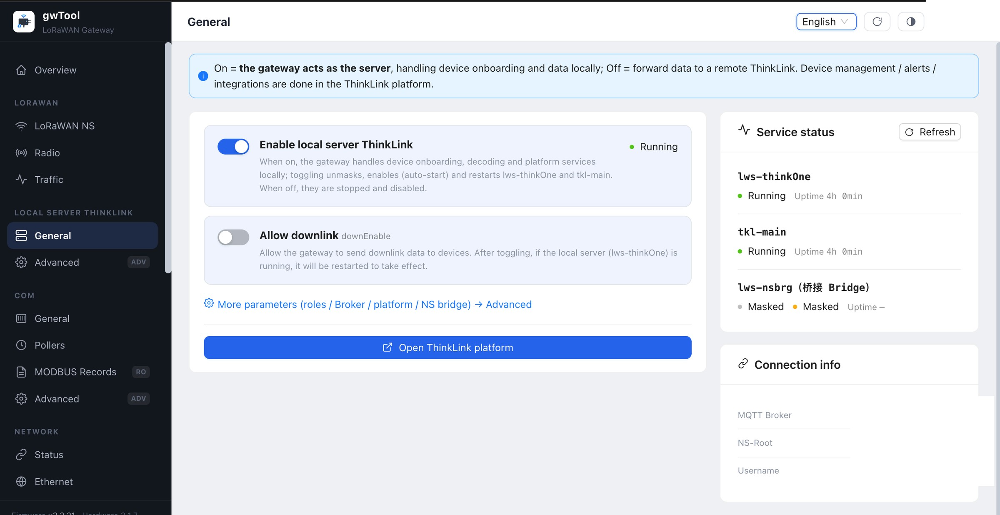 gwTool
LoRaWAN Gateway
Overview
LORAWAN
LoRaWAN NS
Radio
Traffic
LOCAL SERVER THINKLINK
General
Advanced ADV
COM
General
Pollers
MODBUS Records RO
Advanced ADV
NETWORK
Status
Ethernet
General
English
On = the gateway acts as the server, handling device onboarding and data locally; Off = forward data to a remote ThinkLink. Device management / alerts /
integrations are done in the ThinkLink platform.
Enable local server ThinkLink
Running
When on, the gateway handles device onboarding, decoding and platform services
locally; toggling unmasks, enables (auto-start) and restarts lws-thinkOne and tkl-main.
When off, they are stopped and disabled.
Allow downlink downEnable
Allow the gateway to send downlink data to devices. After toggling, if the local server (lws-thinkOne) is
running, it will be restarted to take effect.
More parameters (roles / Broker / platform / NS bridge) → Advanced
Open ThinkLink platform
Service status
Refresh
lws-thinkOne
Running Uptime 4h 0min
tkl-main
Running Uptime 4h 0min
lws-nsbrg（桥接 Bridge）
Masked Masked Uptime —
Connection info
MQTT Broker
NS-Root
Username